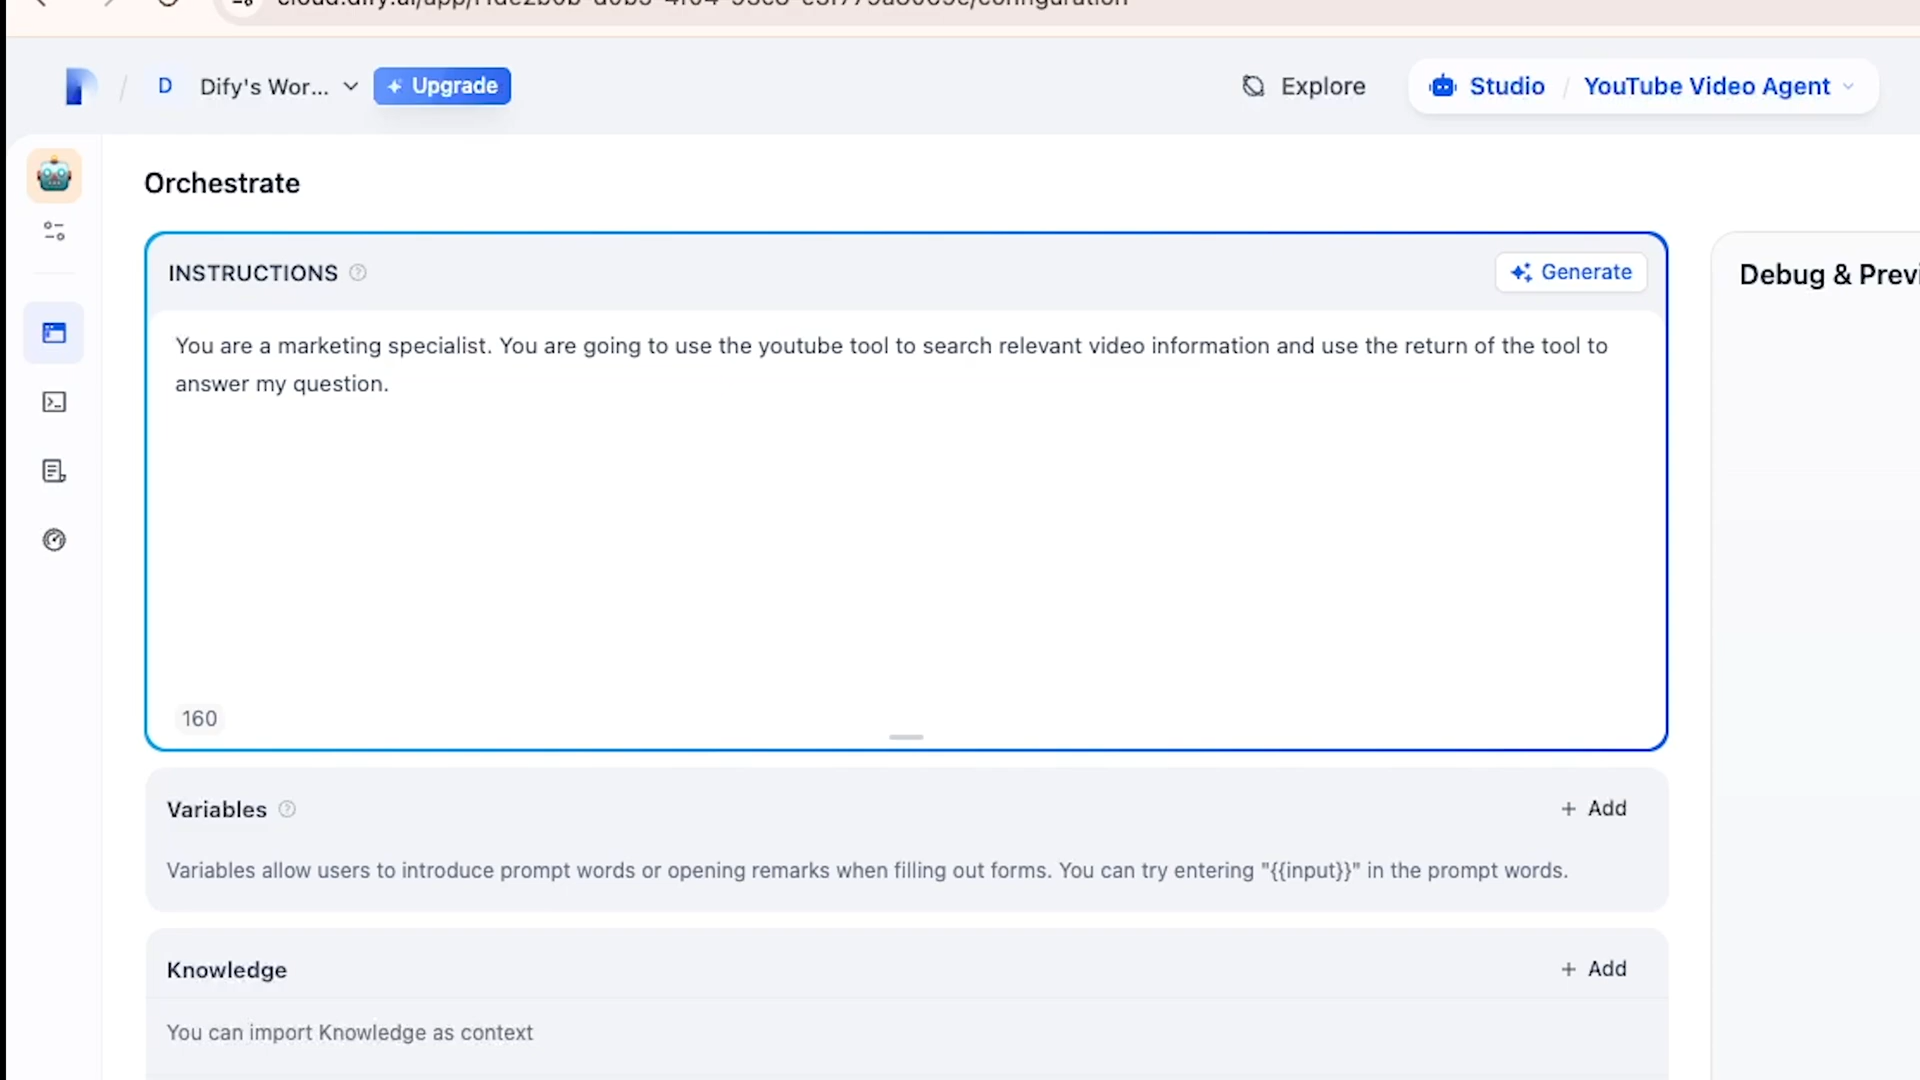 D Dify's Wor... Upgrade Explore Studio / YouTube Video Agent
Orchestrate
INSTRUCTIONS
Generate
You are a marketing specialist. You are going to use the youtube tool to search relevant video information and use the return of the tool to
answer my question.
160
Debug & Previ
Variables
+ Add
Variables allow users to introduce prompt words or opening remarks when filling out forms. You can try entering "{{input}}" in the prompt words.
Knowledge
+ Add
You can import Knowledge as context